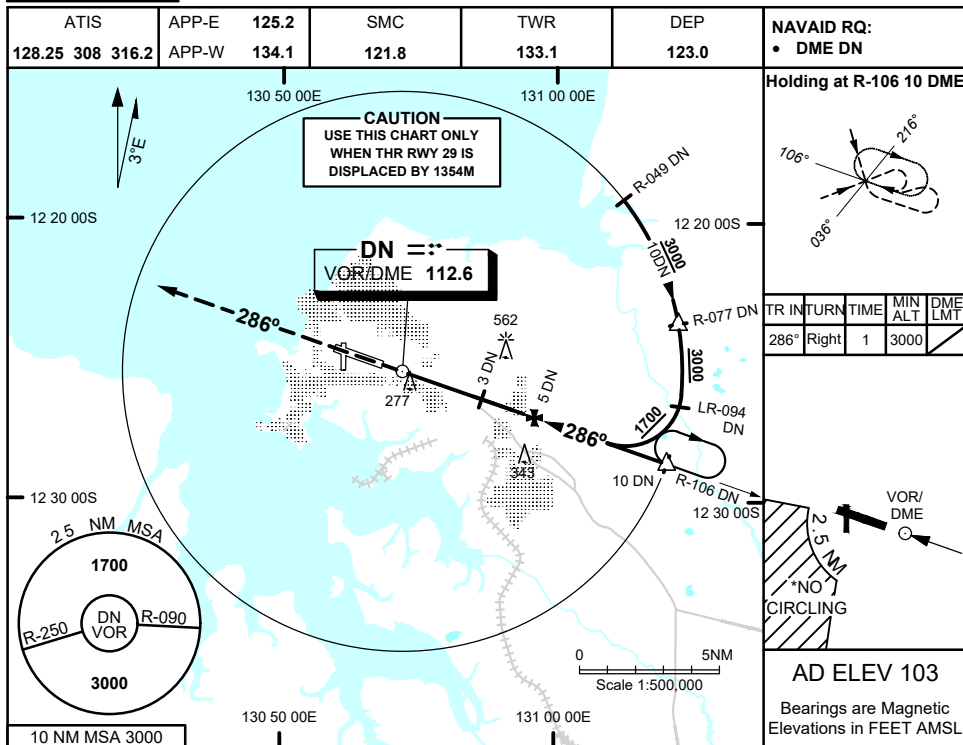 ATIS
128.25 308 316.2
APP-E 125.2
APP-W 134.1
SMC
121.8
TWR
133.1
DEP
123.0
NAVAID RQ:
• DME DN
130 50 00E
131 00 00E
3°E
CAUTION
USE THIS CHART ONLY
WHEN THR RWY 29 IS
DISPLACED BY 1354M
R-049 DN
12 20 00S
12 20 00S
3000
10DN
DN
VOR/DME 112.6
286º
562
R-077 DN
3 DN
5 DN
3000
277
LR-094
DN
1700
286º
343
10 DN
R-106 DN
12 30 00S
12 30 00S
25 NM MSA
1700
DN
VOR
R-250
R-090
3000
0 5NM
Scale 1:500,000
130 50 00E
131 00 00E
10 NM MSA 3000
Holding at R-106 10 DME
216°
106°
036°
TR IN TURN TIME MIN ALT DME LMT
286° Right 1 3000
VOR/
DME
2.5 NM
*NO
CIRCLING
AD ELEV 103
Bearings are Magnetic
Elevations in FEET AMSL